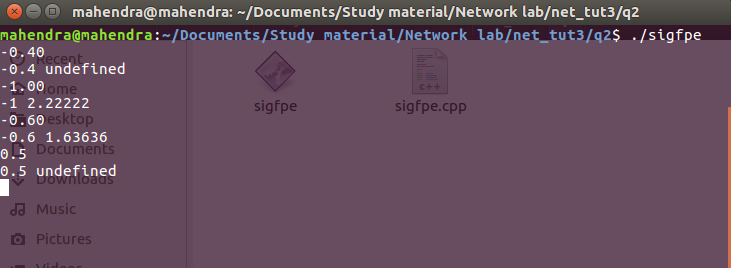 mahendra@mahendra: ~/Documents/Study material/Network lab/net_tut3/q2
mahendra@mahendra:~/Documents/Study material/Network lab/net_tut3/q2$ ./sigfpe
-0.40
Recent
-0.4 undefined
-1.00
Home
-1 2.22222
Desktop
-0.60
-0.6 1.63636
Documents
0.5
0.5 undefined
Downloads
Music
Pictures
Videos
sigfpe
sigfpe.cpp
C++